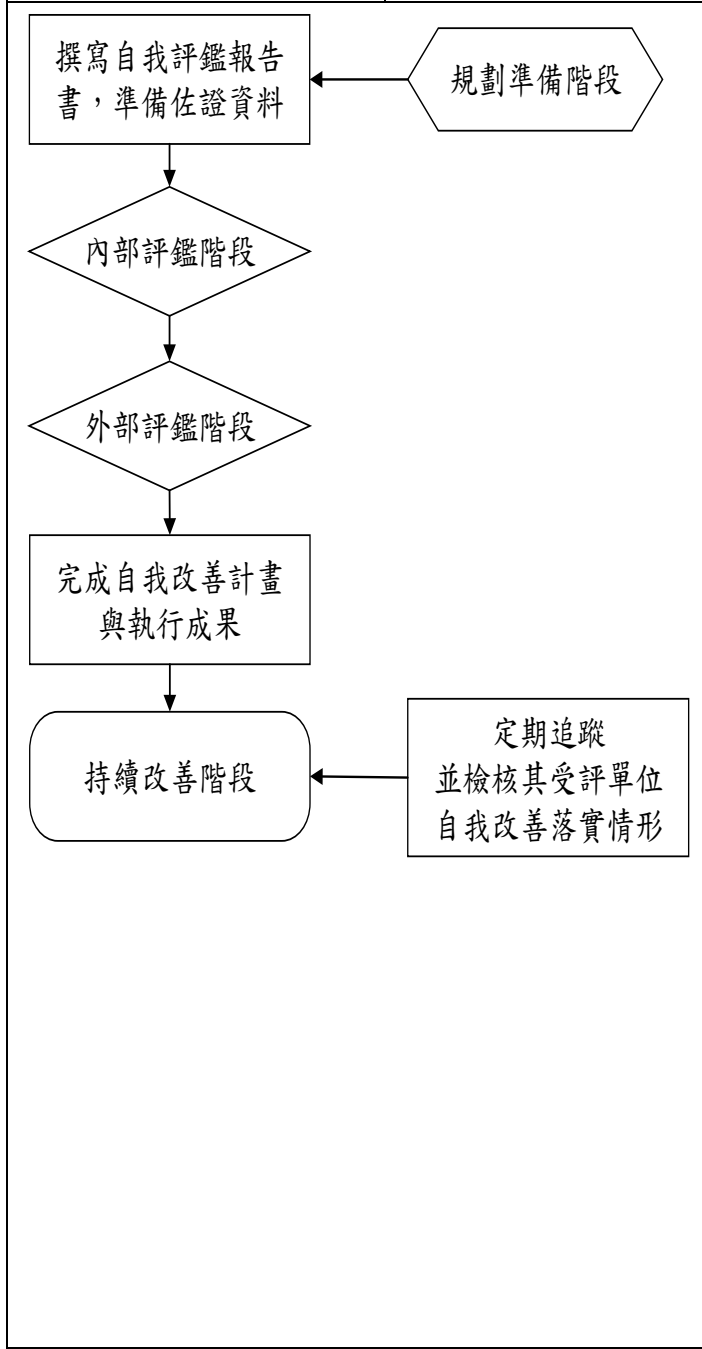 撰寫自我評鑑報告
書，準備佐證資料
規劃準備階段
內部評鑑階段
外部評鑑階段
完成自我改善計畫
與執行成果
持續改善階段
定期追蹤
並檢核其受評單位
自我改善落實情形